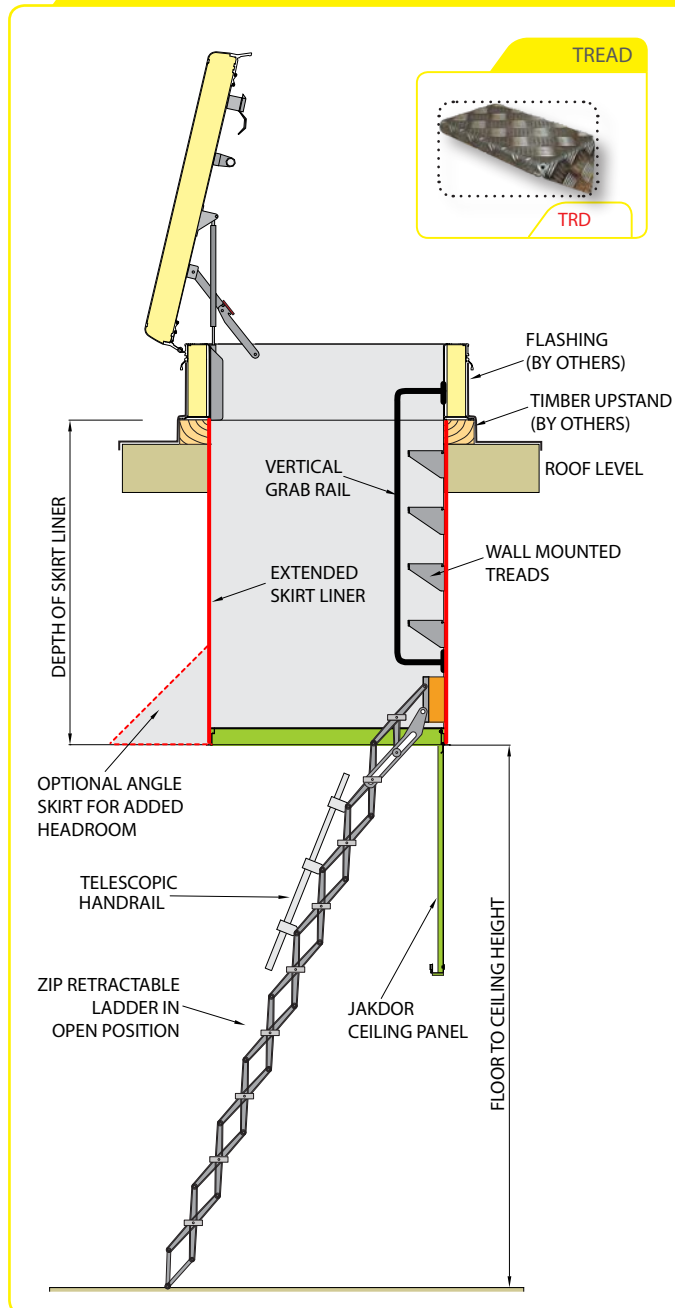 TREAD
TRD
FLASHING
(BY OTHERS)
TIMBER UPSTAND
(BY OTHERS)
ROOF LEVEL
VERTICAL
GRAB RAIL
WALL MOUNTED
TREADS
EXTENDED
SKIRT LINER
DEPTH OF SKIRT LINER
OPTIONAL ANGLE
SKIRT FOR ADDED
HEADROOM
TELESCOPIC
HANDRAIL
ZIP RETRACTABLE
LADDER IN
OPEN POSITION
JAKDOR
CEILING PANEL
FLOOR TO CEILING HEIGHT